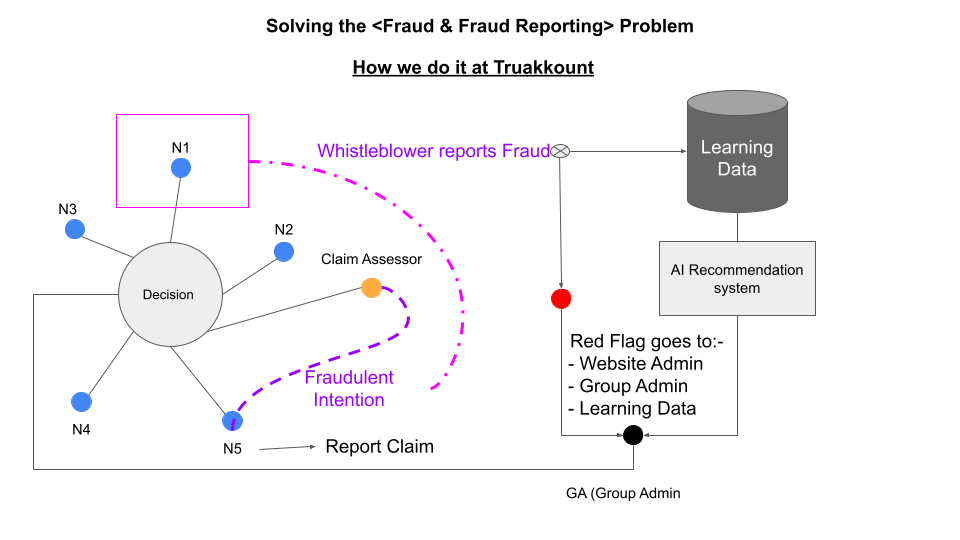 Solving the <Fraud & Fraud Reporting> Problem
How we do it at Truakkount
N1
Whistleblower reports Fraud
Learning
Data
N3
N2
Claim Assessor
AI Recommendation
system
Decision
Red Flag goes to:-
- Website Admin
- Group Admin
- Learning Data
Fraudulent
Intention
N4
N5
Report Claim
GA (Group Admin